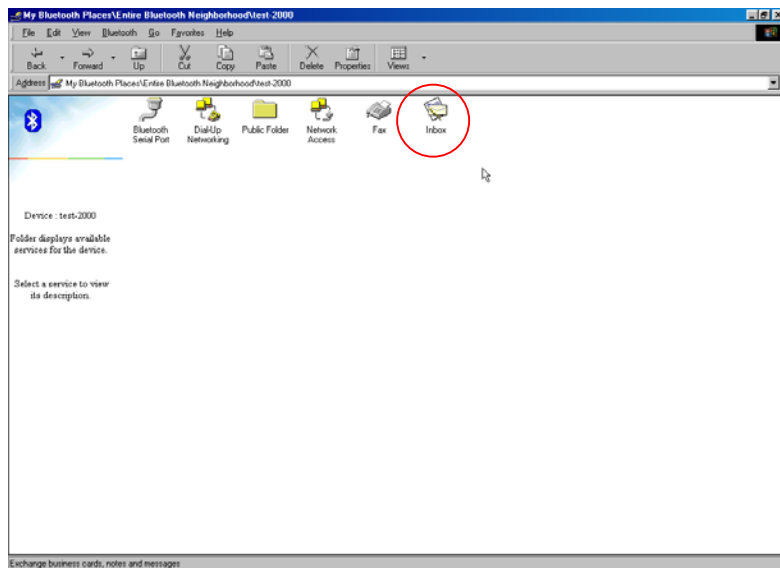 My Bluetooth Places\Entire Bluetooth Neighborhood\test-2000
File Edit View Bluetooth Go Favorites Help
Back Forward Up Cut Copy Paste Delete Properties Views
Address My Bluetooth Places\Entire Bluetooth Neighborhood\test-2000
Bluetooth Serial Port
Dial-Up Networking
Public Folder
Network Access
Fax
Inbox
Device : test-2000
Folder displays available
services for the device.
Select a service to view
its description.
Exchange business cards, notes and messages